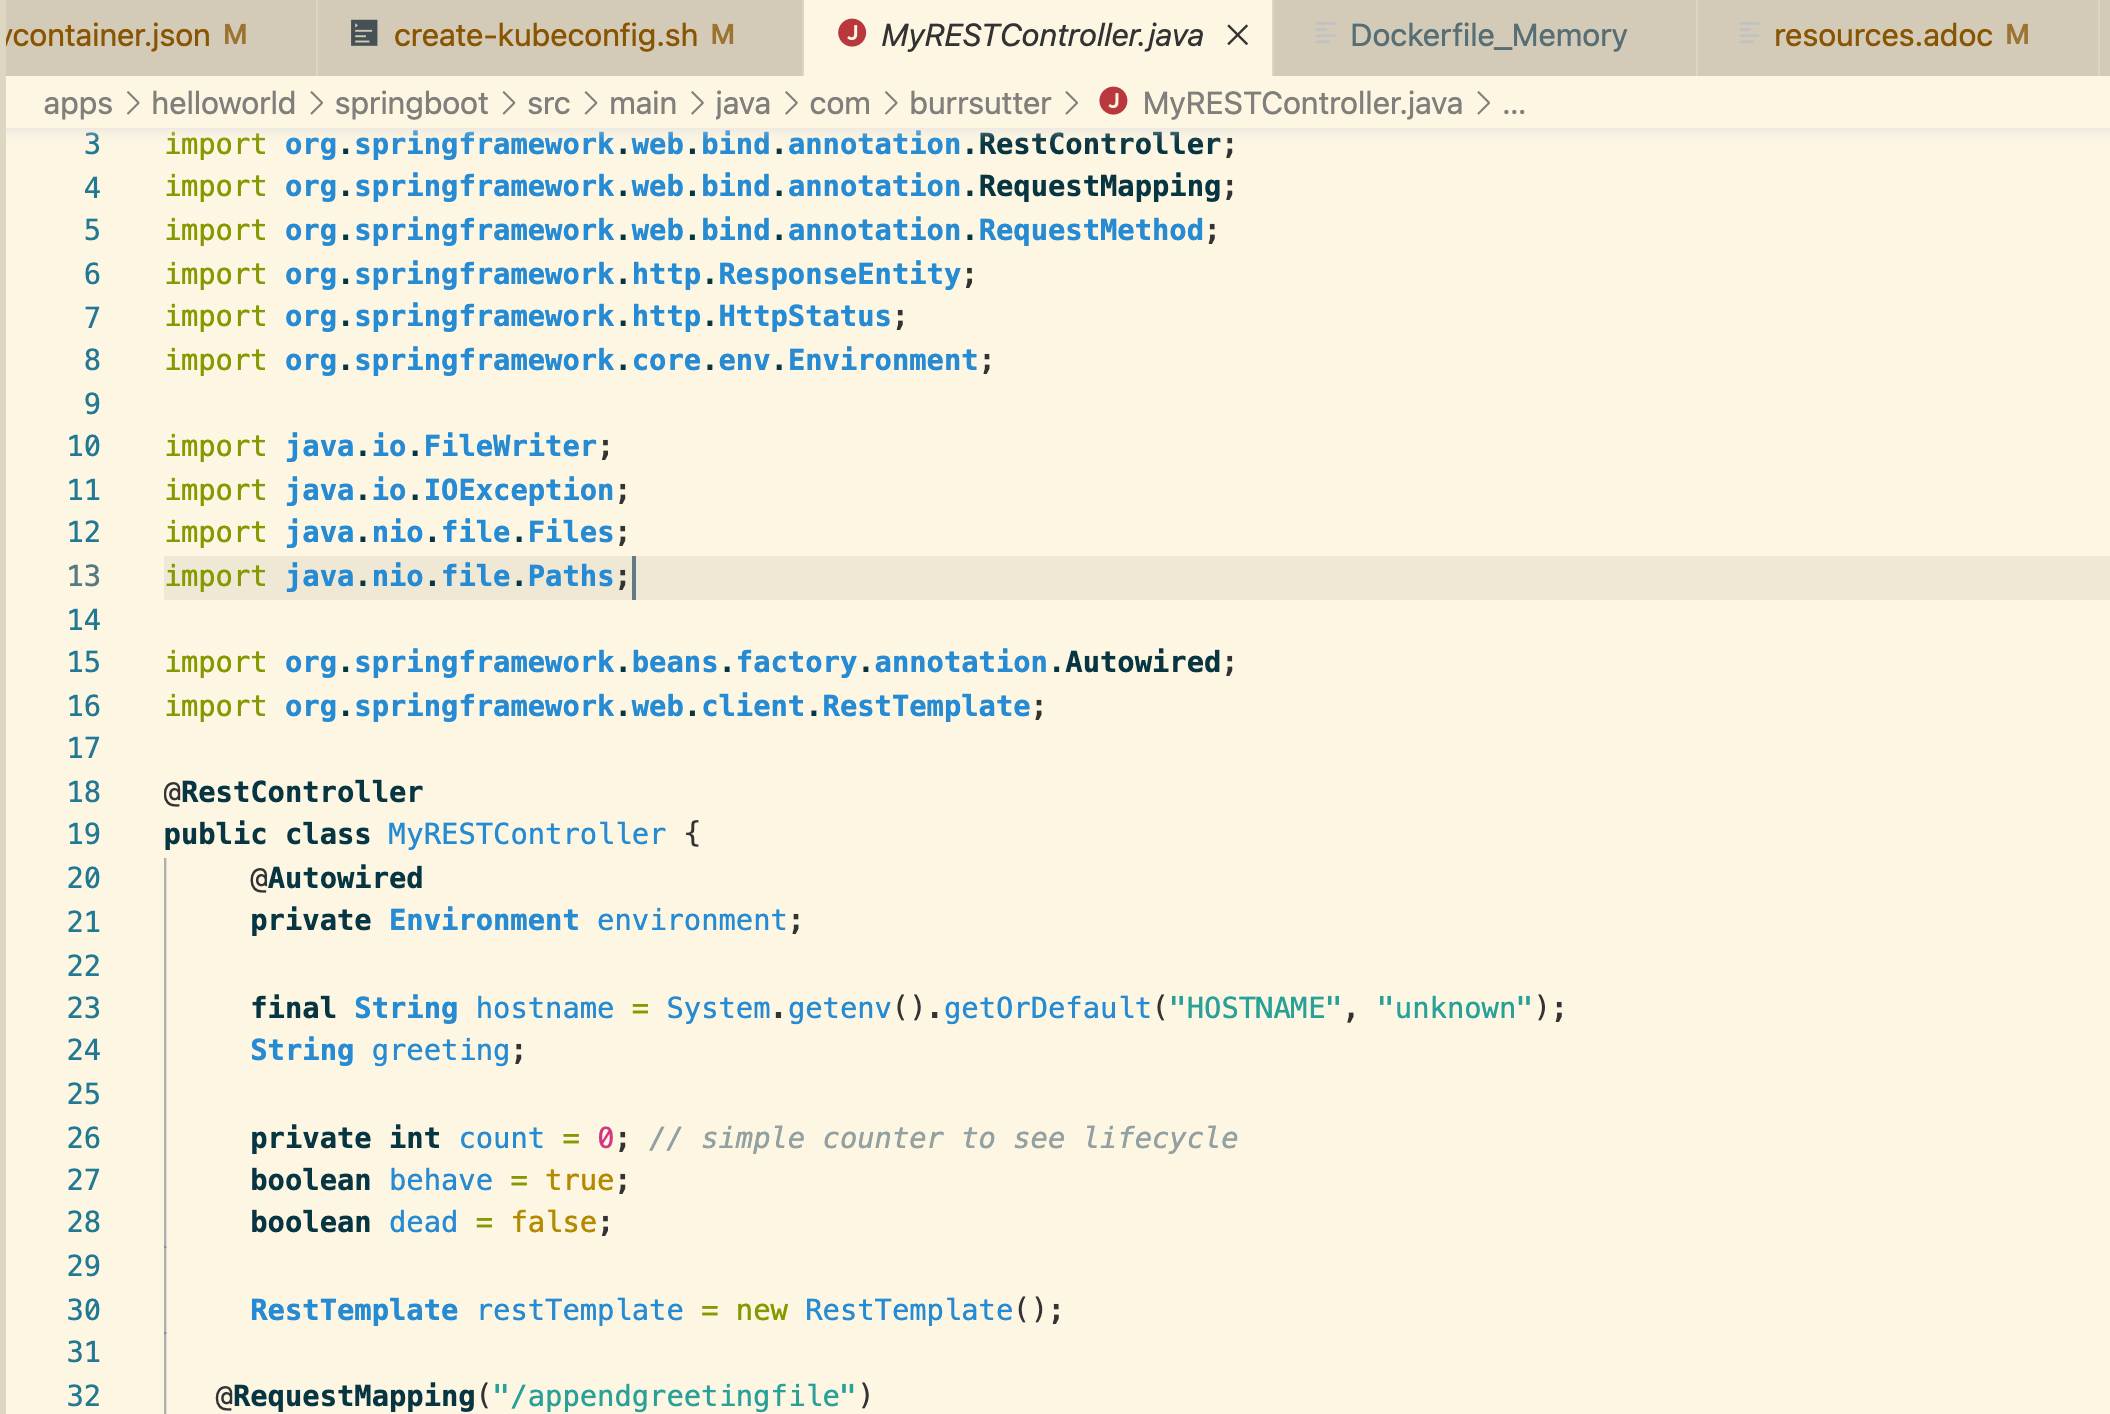 container.json M create-kubeconfig.sh M MyRESTController.java Dockerfile_Memory resources.adoc M
apps > helloworld > springboot > src > main > java > com > burrsutter > J MyRESTController.java > ...
3 import org.springframework.web.bind.annotation.RestController;
4 import org.springframework.web.bind.annotation.RequestMapping;
5 import org.springframework.web.bind.annotation.RequestMethod;
6 import org.springframework.http.ResponseEntity;
7 import org.springframework.http.HttpStatus;
8 import org.springframework.core.env.Environment;
9
10 import java.io.FileWriter;
11 import java.io.IOException;
12 import java.nio.file.Files;
13 import java.nio.file.Paths;
14
15 import org.springframework.beans.factory.annotation.Autowired;
16 import org.springframework.web.client.RestTemplate;
17
18 @RestController
19 public class MyRESTController {
20 @Autowired
21 private Environment environment;
22
23 final String hostname = System.getenv().getOrDefault("HOSTNAME", "unknown");
24 String greeting;
25
26 private int count = 0; // simple counter to see lifecycle
27 boolean behave = true;
28 boolean dead = false;
29
30 RestTemplate restTemplate = new RestTemplate();
31
32 @RequestMapping("/appendgreetingfile")